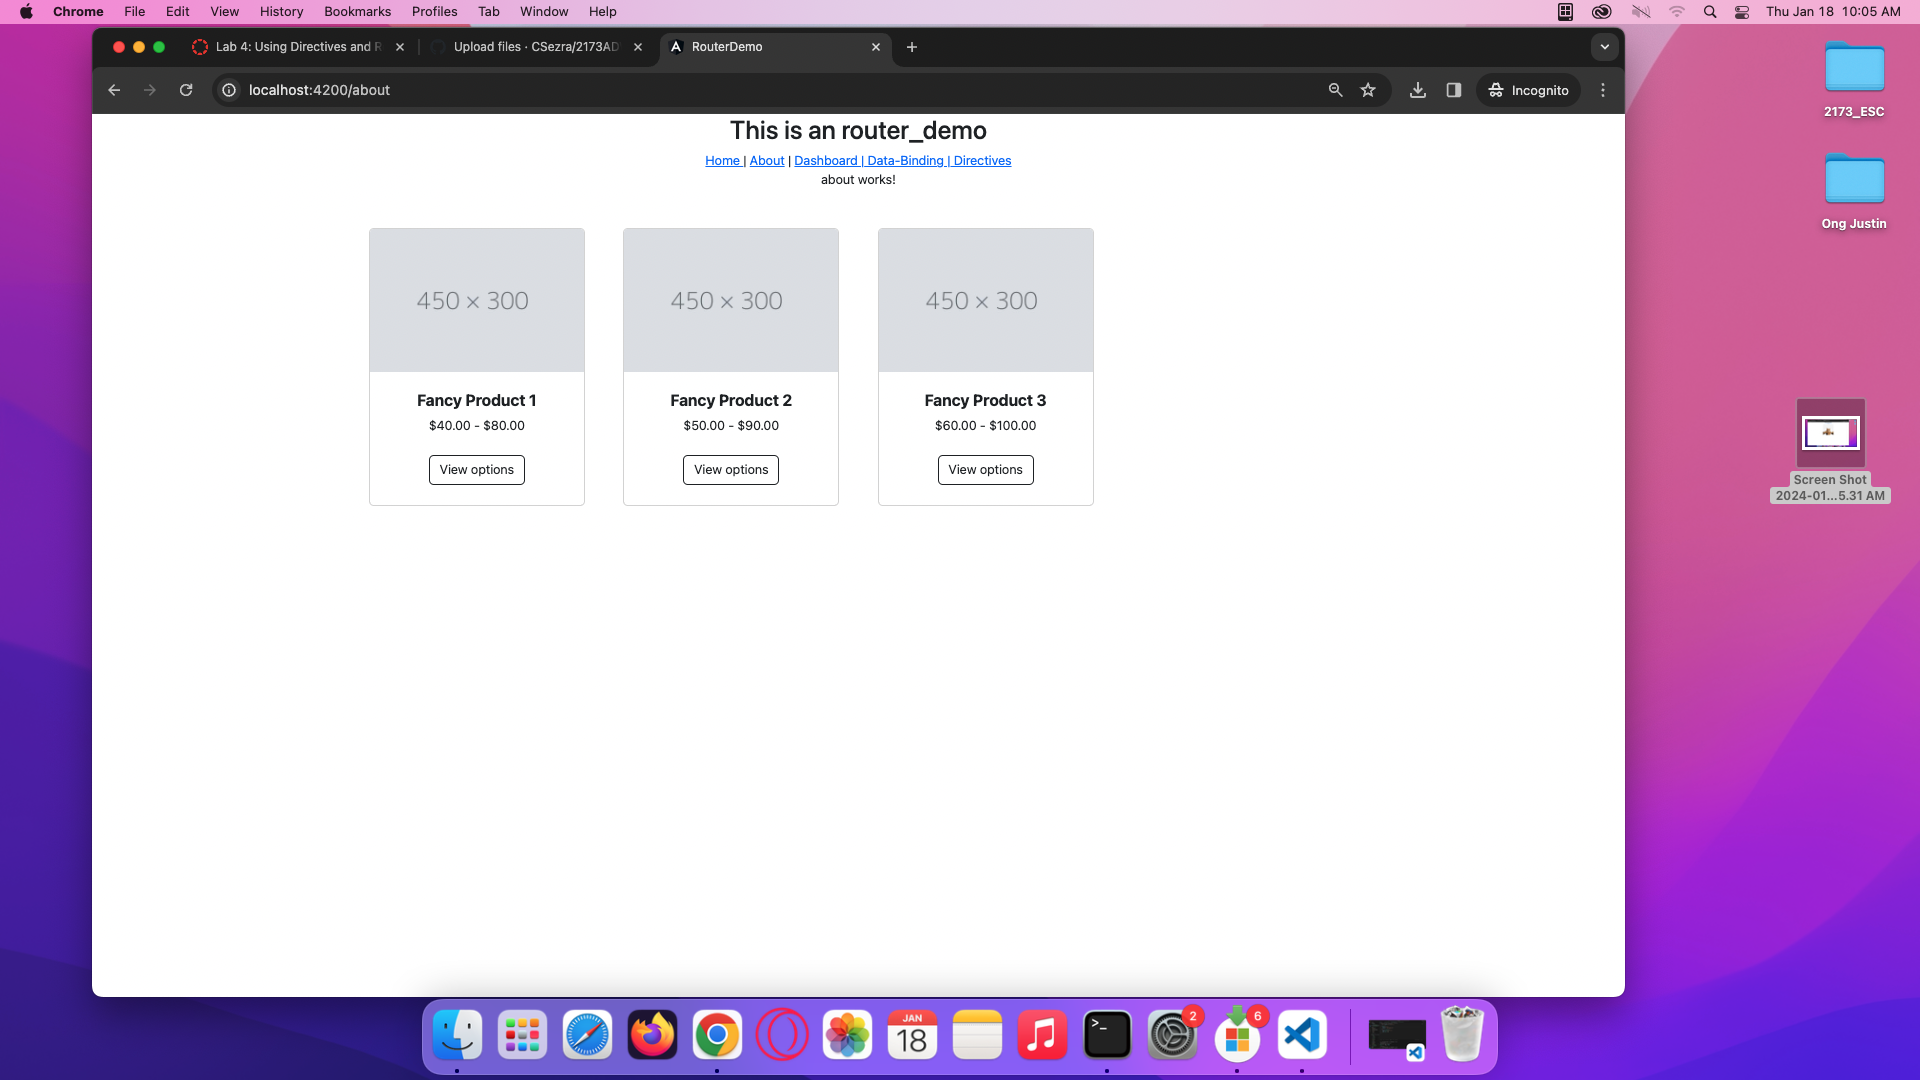 Chrome File Edit View History Bookmarks Profiles Tab Window Help Thu Jan 18 10:05 AM
Lab 4: Using Directives and R Upload files · CSezra/2173AD RouterDemo
localhost:4200/about Incognito
This is an router_demo
Home | About | Dashboard | Data-Binding | Directives
about works!
450 × 300 450 × 300 450 × 300
Fancy Product 1 Fancy Product 2 Fancy Product 3
$40.00 - $80.00 $50.00 - $90.00 $60.00 - $100.00
View options View options View options
2173_ESC
Ong Justin
Screen Shot
2024-01...5.31 AM
JAN
18
>_
2
6